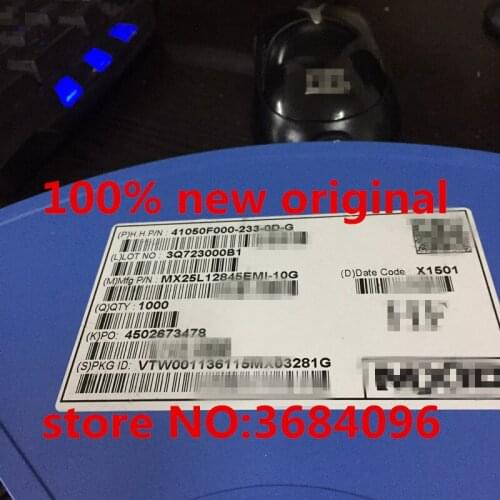 100% new original
(P)H.H.P/N : 41050F000-233-0D-G
(L)LOT NO : 3Q723000B1
(M)Mfg P/N : MX25L12845EMI-10G
(D)Date Code X1501
(Q)QTY : 1000
(K)PO: 4502673478
(S)PKG ID: VTW001136115MX03281G
store NO:3684096